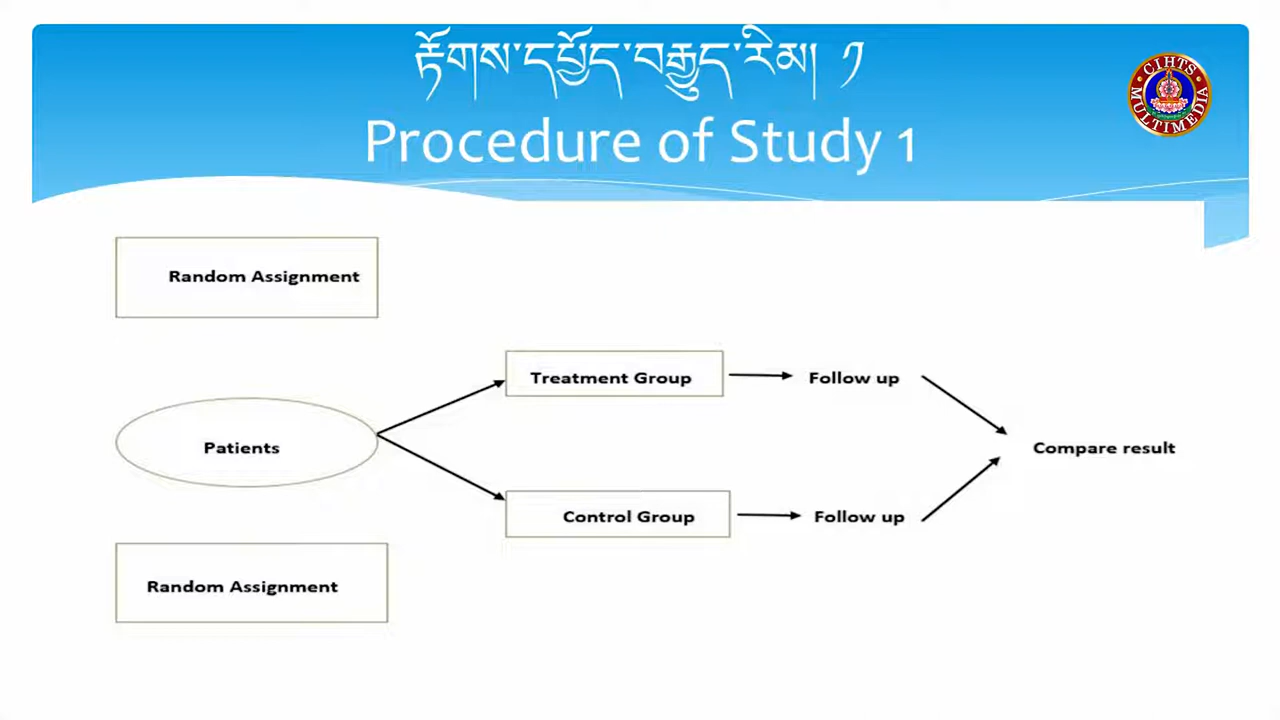 རྟོགས་དཔྱོད་བརྒྱུད་རིམ། ༡
Procedure of Study 1
CIHTS
MULTIMEDIA
Random Assignment
Treatment Group
Follow up
Patients
Compare result
Control Group
Follow up
Random Assignment